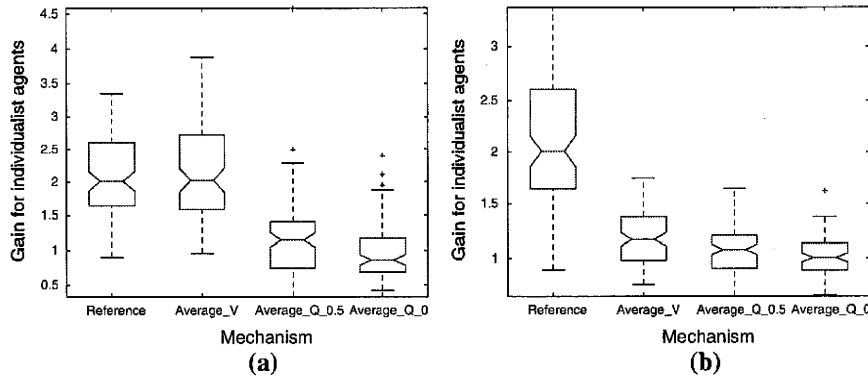 Gain for individualist agents
4.5
4
3.5
3
2.5
2
1.5
1
0.5
Reference Average_V Average_Q_0.5 Average_Q_0
Mechanism
(a)
Gain for individualist agents
3
2.5
2
1.5
1
Reference Average_V Average_Q_0.5 Average_Q_0
Mechanism
(b)